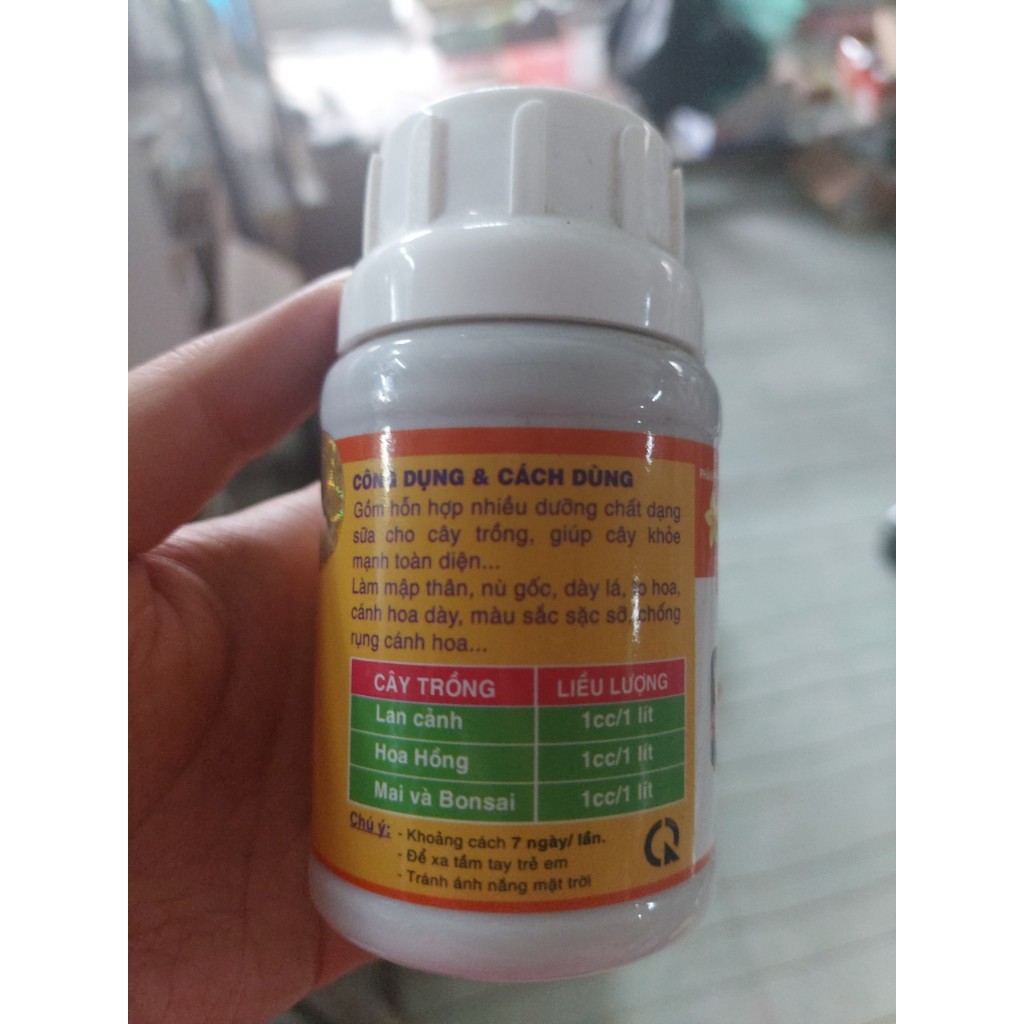 CÔNG DỤNG & CÁCH DÙNG
Gồm hỗn hợp nhiều dưỡng chất dạng
sữa cho cây trồng, giúp cây khỏe
mạnh toàn diện...
Làm mập thân, nù gốc, dày lá, hoa,
cánh hoa dày, màu sắc sặc sỡ, chống
rụng cánh hoa...
CÂY TRỒNG LIỀU LƯỢNG
Lan cảnh 1cc/1 lít
Hoa Hồng 1cc/1 lít
Mai và Bonsai 1cc/1 lít
Chú ý: - Khoảng cách 7 ngày/ lần.
- Để xa tầm tay trẻ em
- Tránh ánh nắng mặt trời